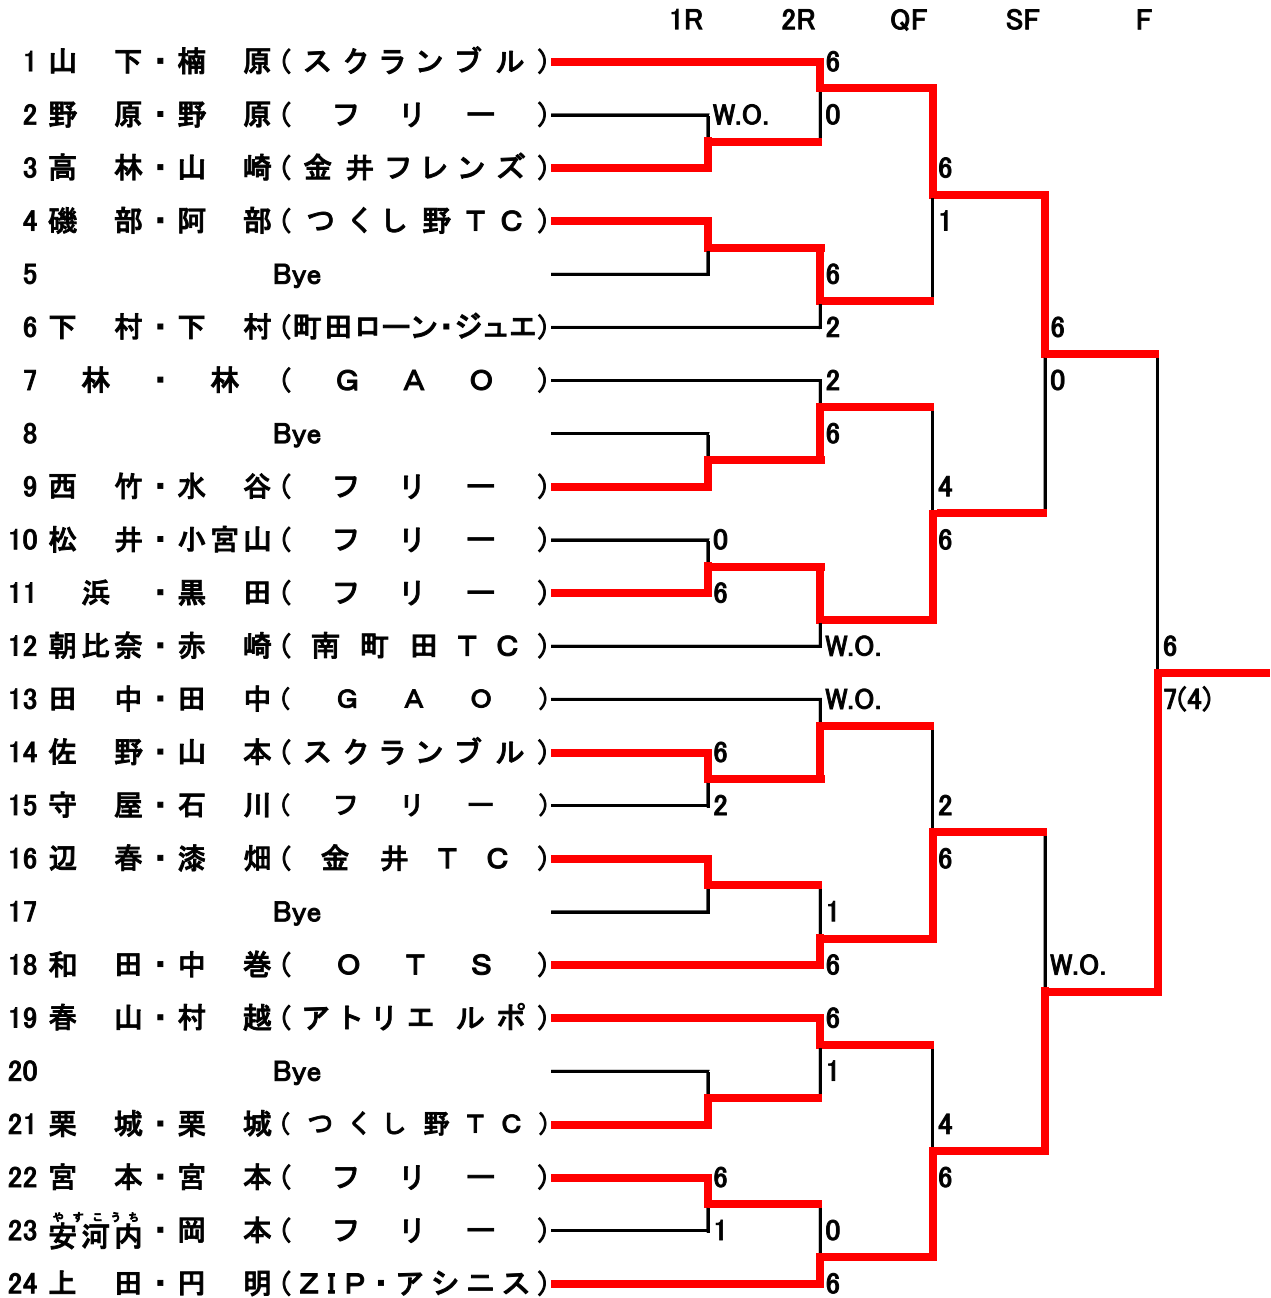 1R 2R QF SF F
1 山 下・楠 原(スクランブル) 6
2 野 原・野 原( フ リ ー ) W.O. 0
3 高 林・山 崎(金井フレンズ) 6
4 磯 部・阿 部(つくし野TC) 1
5 Bye 6
6 下 村・下 村(町田ローン・ジュエ) 2 6
7 林 ・ 林 ( G A O ) 2 0
8 Bye 6
9 西 竹・水 谷( フ リ ー ) 4
10 松 井・小宮山( フ リ ー ) 0 6
11 浜 ・黒 田( フ リ ー ) 6
12 朝比奈・赤 崎(南町田TC) W.O. 6
13 田 中・田 中( G A O ) W.O. 7(4)
14 佐 野・山 本(スクランブル) 6
15 守 屋・石 川( フ リ ー ) 2 2
16 辺 春・漆 畑( 金 井 T C ) 6
17 Bye 1
18 和 田・中 巻( O T S ) 6 W.O.
19 春 山・村 越(アトリエ ルポ) 6
20 Bye 1
21 栗 城・栗 城(つくし野TC) 4
22 宮 本・宮 本( フ リ ー ) 6 6
やすこうち
23 安河内・岡 本( フ リ ー ) 1 0
24 上 田・円 明(ZIP・アシニス) 6